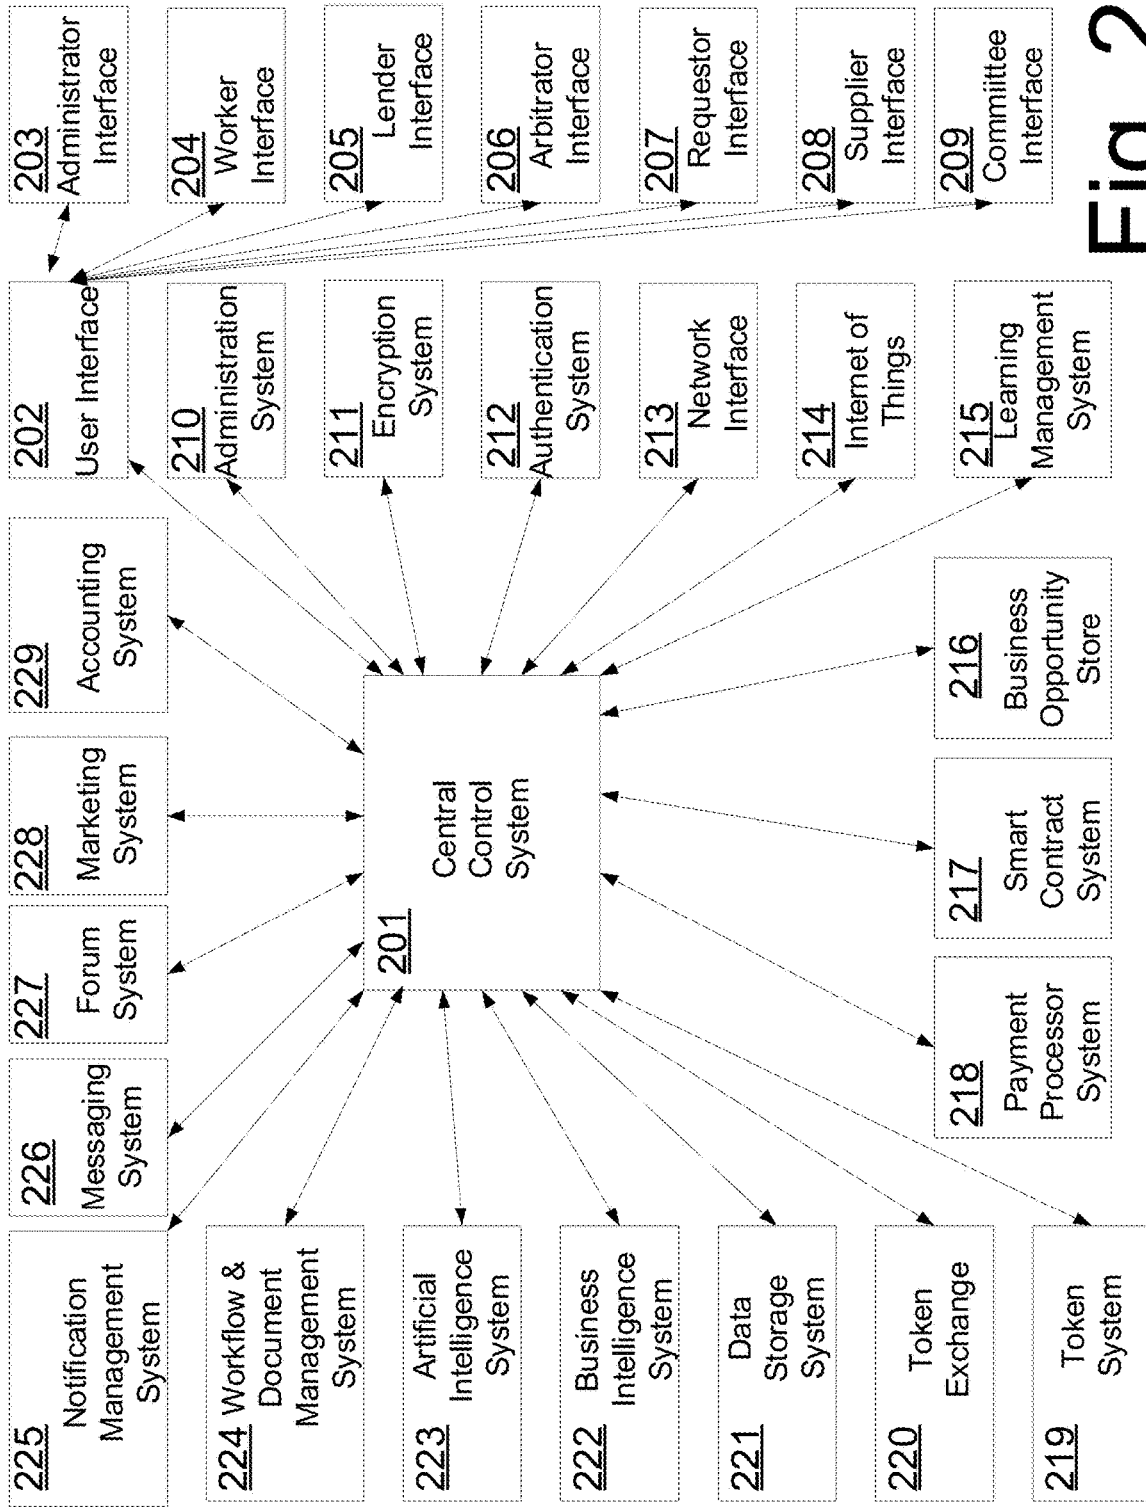 225
Notification
Management
System
226
Messaging
System
227
Forum
System
228
Marketing
System
229
Accounting
System
202
User Interface
203
Administrator
Interface
224 Workflow &
Document
Management
System
210
Administration
System
204
Worker
Interface
201
Central
Control
System
223
Artificial
Intelligence
System
211
Encryption
System
205
Lender
Interface
222
Business
Intelligence
System
212
Authentication
System
206
Arbitrator
Interface
221
Data
Storage
System
213
Network
Interface
207
Requestor
Interface
220
Token
Exchange
214
Internet of
Things
208
Supplier
Interface
219
Token
System
218
Payment
Processor
System
217
Smart
Contract
System
216
Business
Opportunity
Store
215
Learning
Management
System
209
Commiittee
Interface
Fig. 2